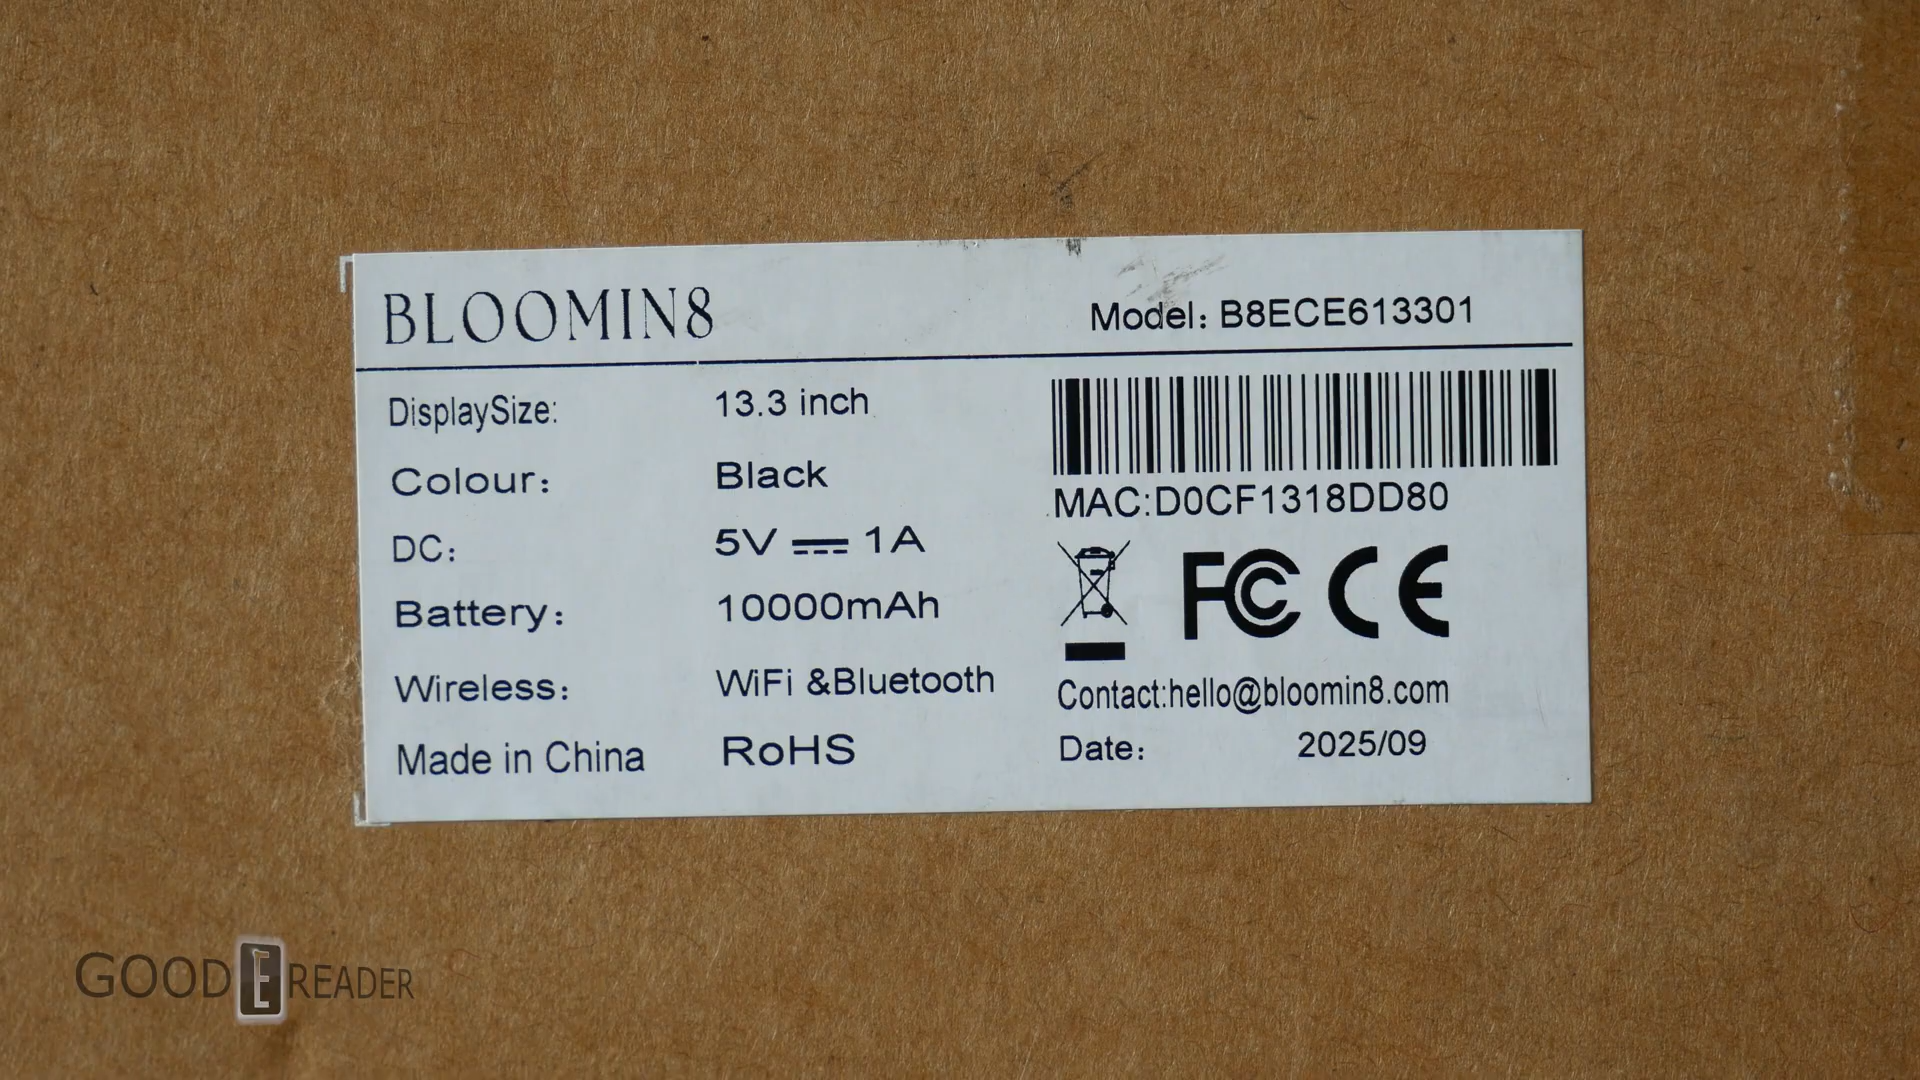 BLOOMIN8
Model: B8ECE613301
DisplaySize: 13.3 inch
Colour: Black
DC: 5V ⎓ 1A
Battery: 10000mAh
Wireless: WiFi &Bluetooth
Made in China RoHS
MAC:D0CF1318DD80
FC CE
Contact:hello@bloomin8.com
Date: 2025/09
GOOD E READER